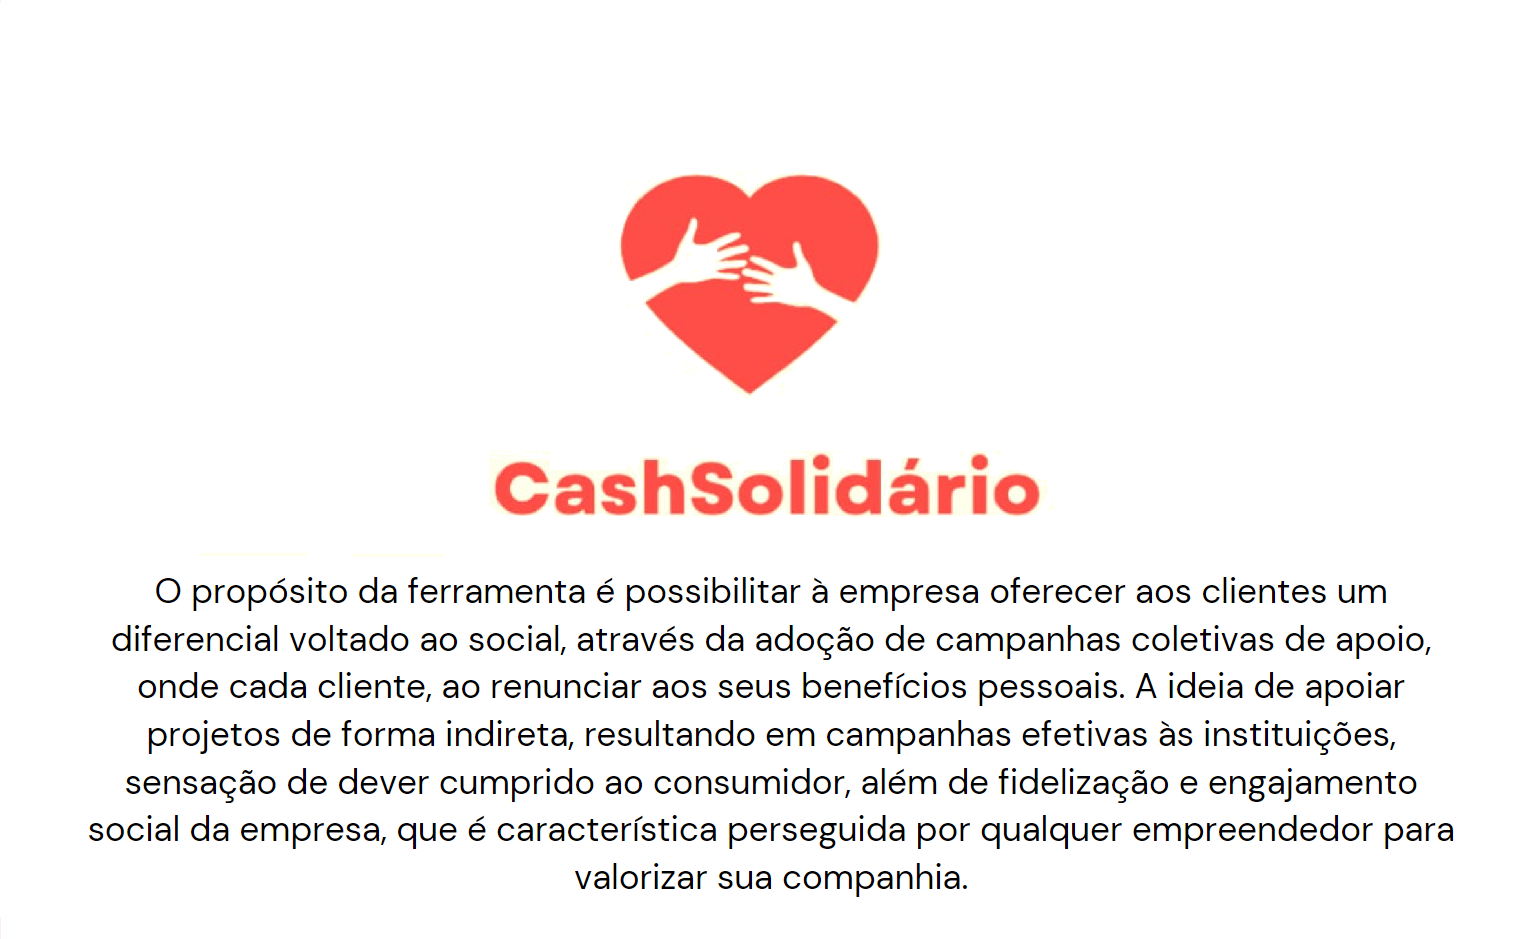 CashSolidário
O propósito da ferramenta é possibilitar à empresa oferecer aos clientes um
diferencial voltado ao social, através da adoção de campanhas coletivas de apoio,
onde cada cliente, ao renunciar aos seus benefícios pessoais. A ideia de apoiar
projetos de forma indireta, resultando em campanhas efetivas às instituições,
sensação de dever cumprido ao consumidor, além de fidelização e engajamento
social da empresa, que é característica perseguida por qualquer empreendedor para
valorizar sua companhia.